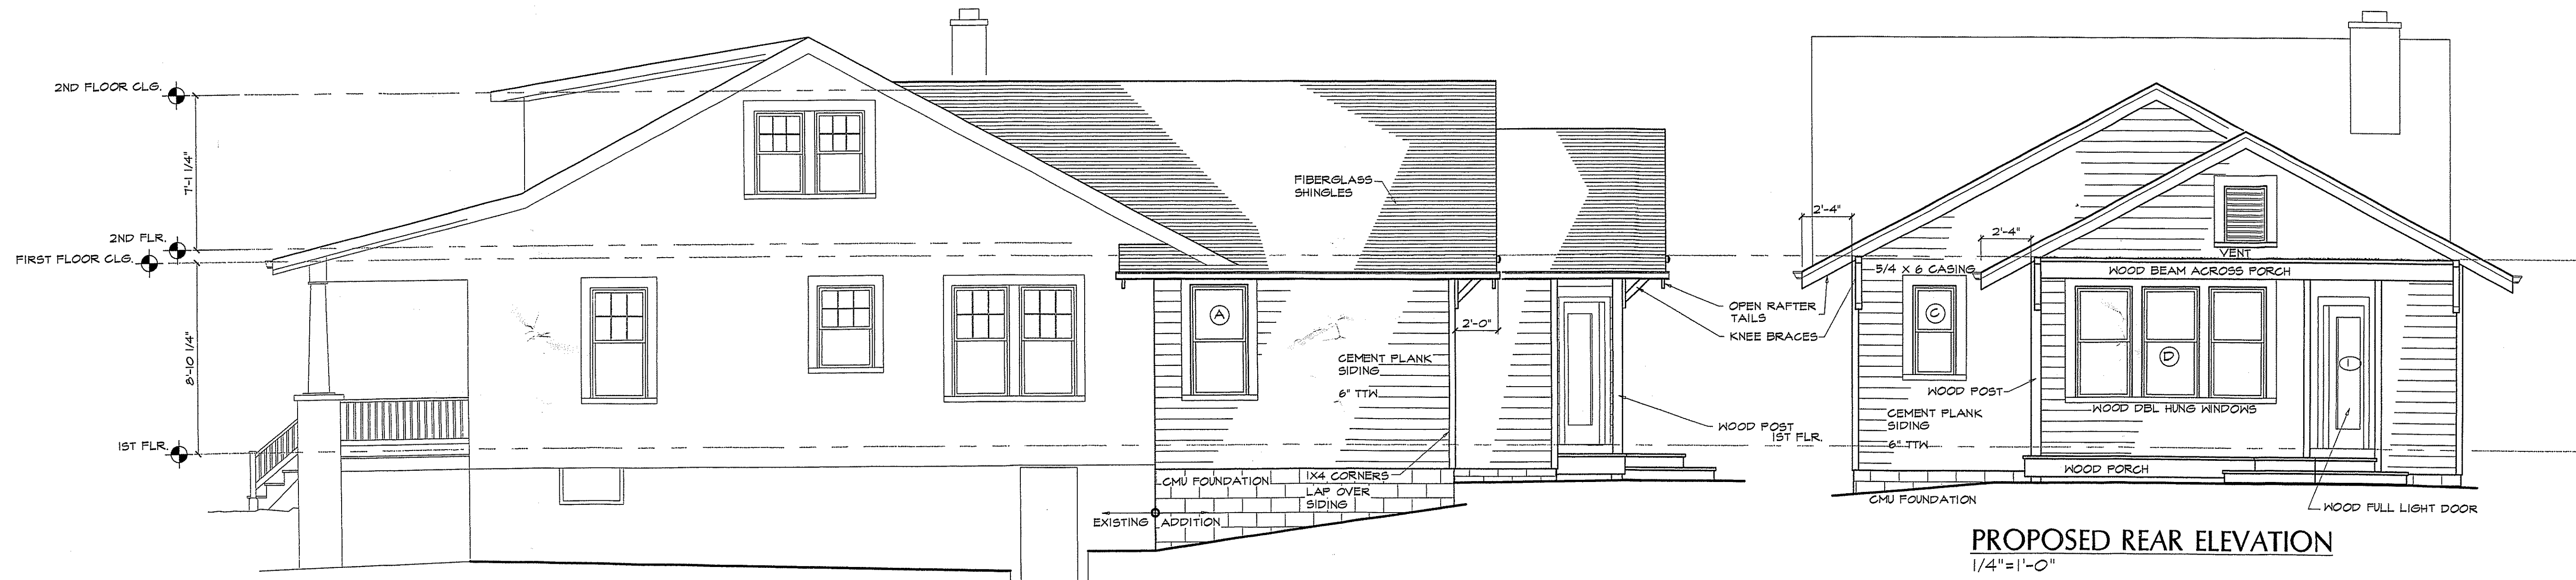 2ND FLOOR CLG.
7'-1 1/4"
2ND FLR.
FIRST FLOOR CLG.
8'-10 1/4"
1ST FLR.
FIBERGLASS
SHINGLES
A
2'-0"
CEMENT PLANK
SIDING
6" TTW
OPEN RAFTER
TAILS
KNEE BRACES
WOOD POST
1ST FLR.
CMU FOUNDATION
1X4 CORNERS
LAP OVER
SIDING
EXISTING
ADDITION
2'-4"
2'-4"
VENT
5/4 X 6 CASING
WOOD BEAM ACROSS PORCH
C
D
1
WOOD POST
WOOD DBL HUNG WINDOWS
CEMENT PLANK
SIDING
6" TTW
WOOD PORCH
CMU FOUNDATION
WOOD FULL LIGHT DOOR
PROPOSED REAR ELEVATION
1/4"=1'-0"